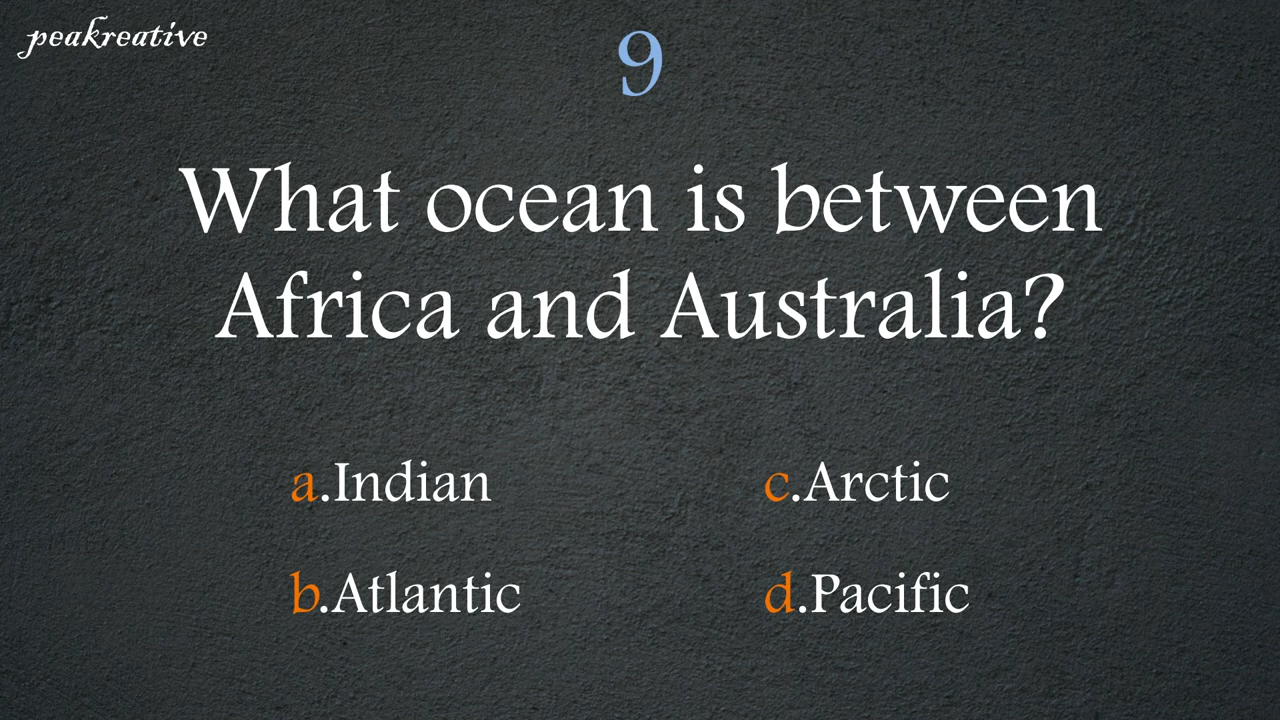 peakreative
9
What ocean is between
Africa and Australia?
a.Indian
b.Atlantic
c.Arctic
d.Pacific